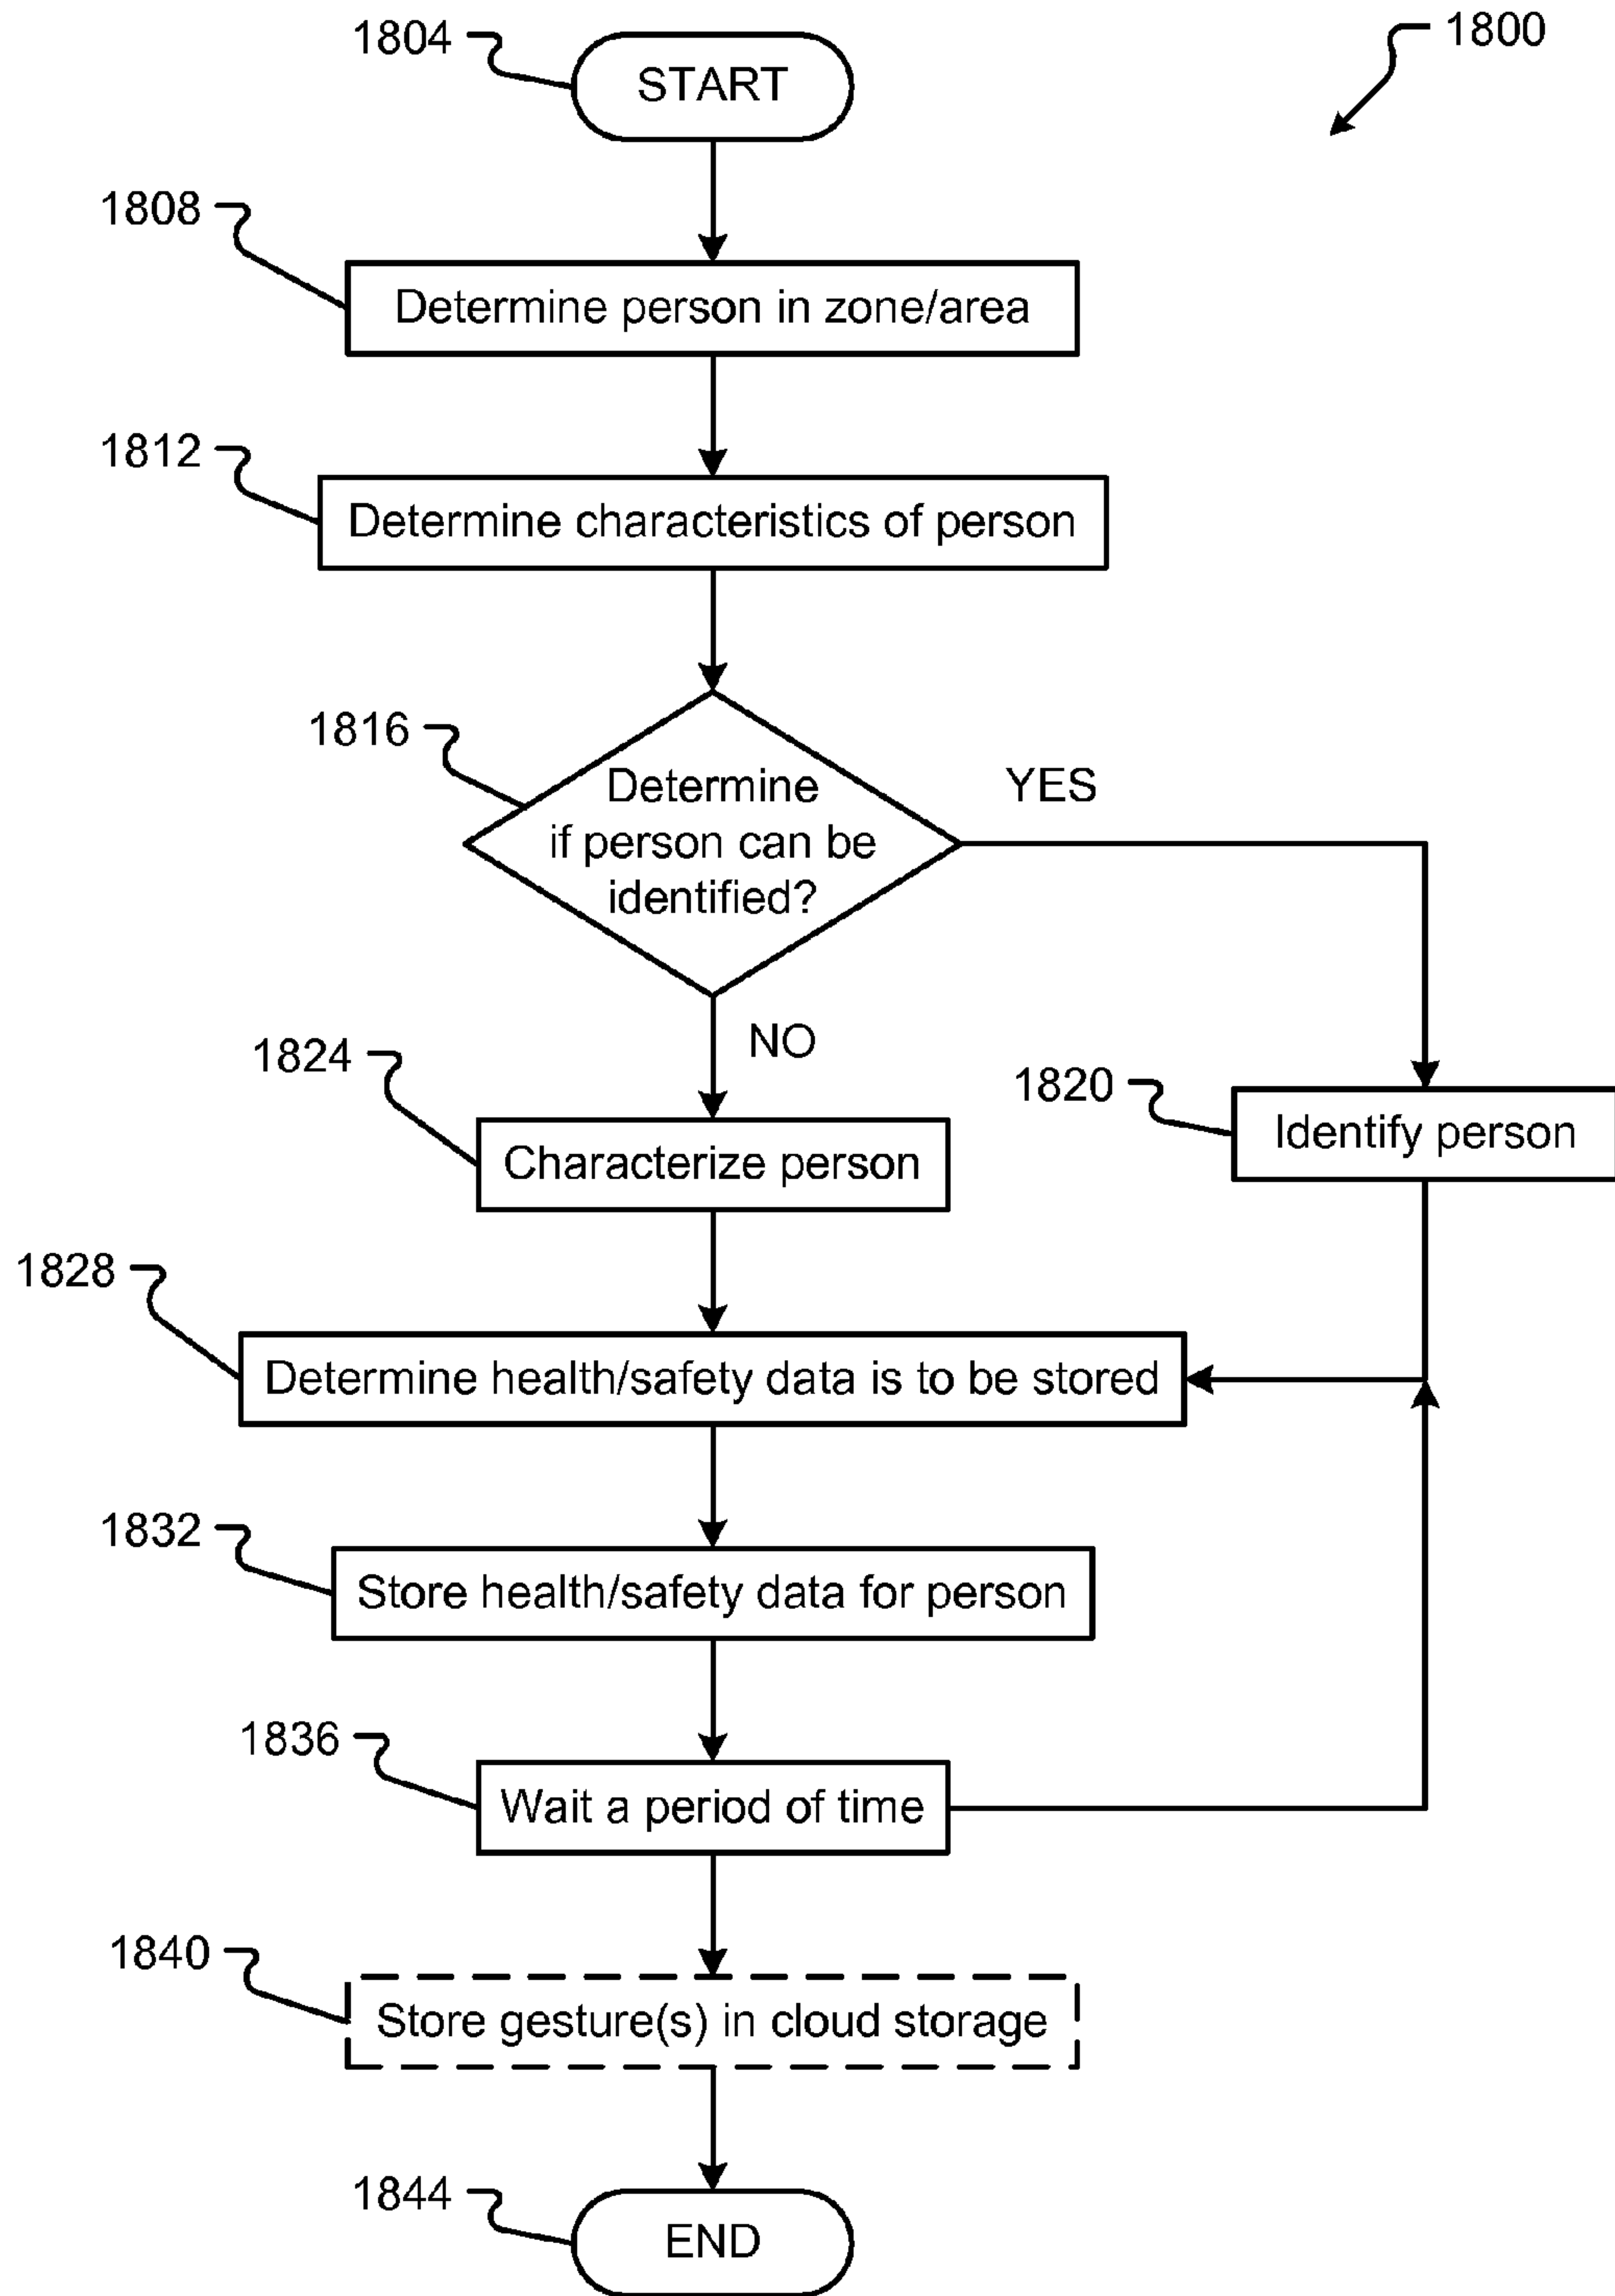 1800
1804
START
1808
Determine person in zone/area
1812
Determine characteristics of person
1816
Determine
if person can be
identified?
YES
NO
1824
Characterize person
1820
Identify person
1828
Determine health/safety data is to be stored
1832
Store health/safety data for person
1836
Wait a period of time
1840
Store gesture(s) in cloud storage
1844
END